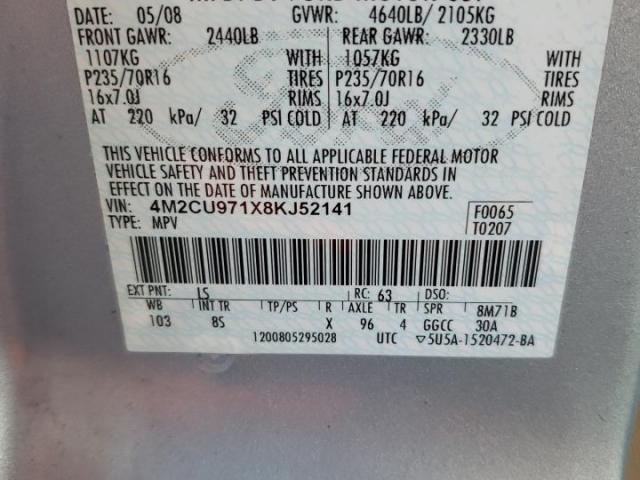 DATE: 05/08 GVWR: 4640LB/ 2105KG
FRONT GAWR: 2440LB REAR GAWR: 2330LB
1107KG WITH 1057KG WITH
P235/70R16 TIRES P235/70R16 TIRES
16x7.0J RIMS 16x7.0J RIMS
AT 220 kPa/ 32 PSI COLD AT 220 kPa/ 32 PSI COLD
THIS VEHICLE CONFORMS TO ALL APPLICABLE FEDERAL MOTOR
VEHICLE SAFETY AND THEFT PREVENTION STANDARDS IN
EFFECT ON THE DATE OF MANUFACTURE SHOWN ABOVE.
VIN: 4M2CU971X8KJ52141 F0065
TYPE: MPV T0207
EXT PNT: LS RC: 63 DSO:
WB INT TR TP/PS R AXLE TR SPR 8M71B
103 8S X 96 4 GGCC 30A
1200805295028 UTC ▽5U5A-1520472-BA